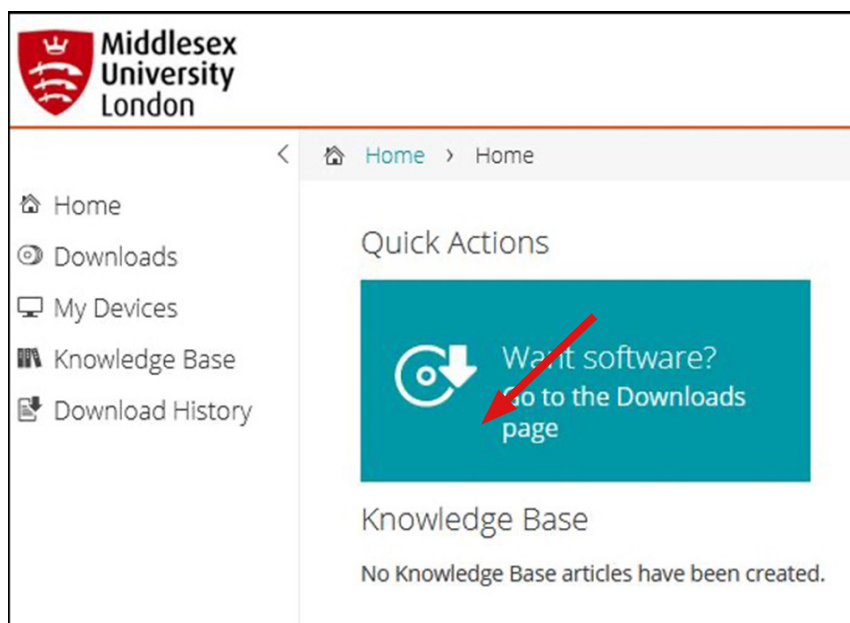 Middlesex
University
London
Home > Home
Home
Downloads
My Devices
Knowledge Base
Download History
Quick Actions
Want software?
Go to the Downloads
page
Knowledge Base
No Knowledge Base articles have been created.